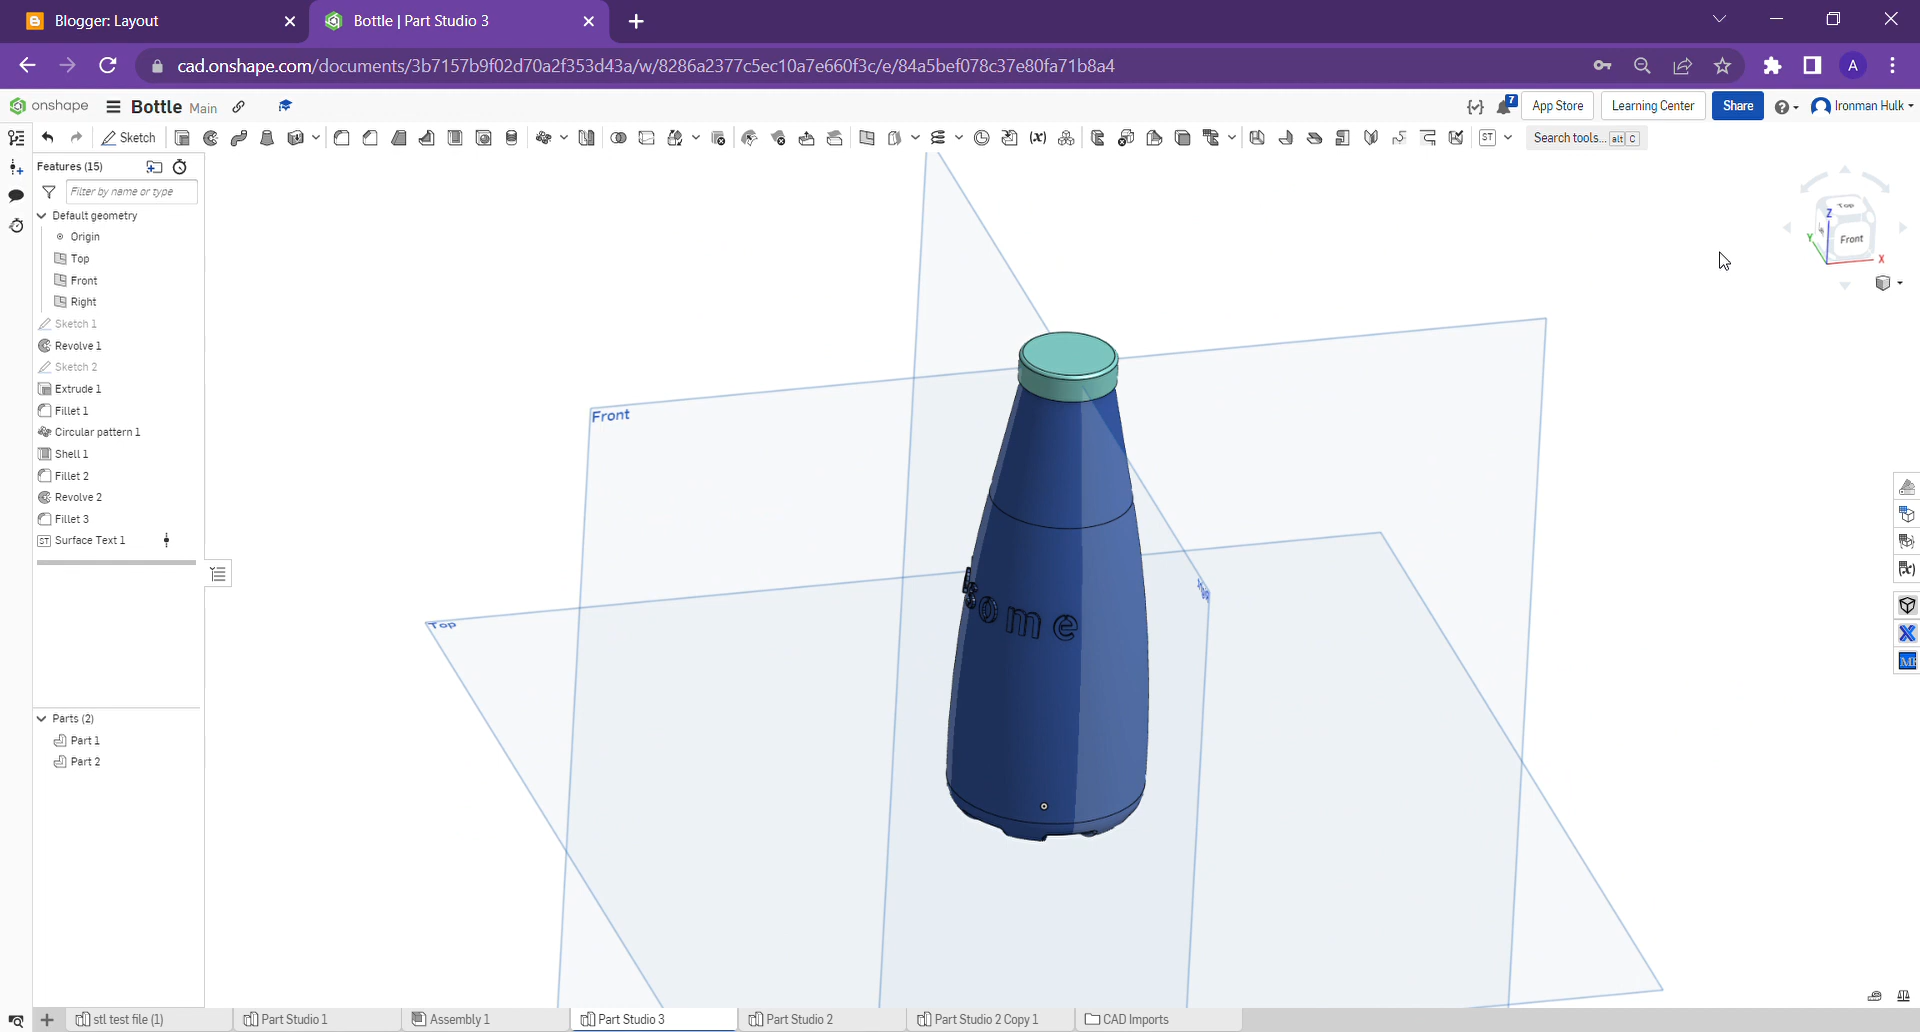 Blogger: Layout
Bottle | Part Studio 3
cad.onshape.com/documents/3b7157b9f02d70a2f353d43a/w/8286a2377c5ec10a7e660f3c/e/84a5bef078c37e80fa71b8a4
A
onshape
Bottle Main
7
App Store
Learning Center
Share
Ironman Hulk
Sketch
ST
Search tools... alt C
Features (15)
Filter by name or type
Default geometry
Origin
Top
Front
Right
Sketch 1
Revolve 1
Sketch 2
Extrude 1
Fillet 1
Circular pattern 1
Shell 1
Fillet 2
Revolve 2
Fillet 3
ST Surface Text 1
Parts (2)
Part 1
Part 2
Front
Top
ome
Top
Front
Z
Y
X
(x)
stl test file (1)
Part Studio 1
Assembly 1
Part Studio 3
Part Studio 2
Part Studio 2 Copy 1
CAD Imports